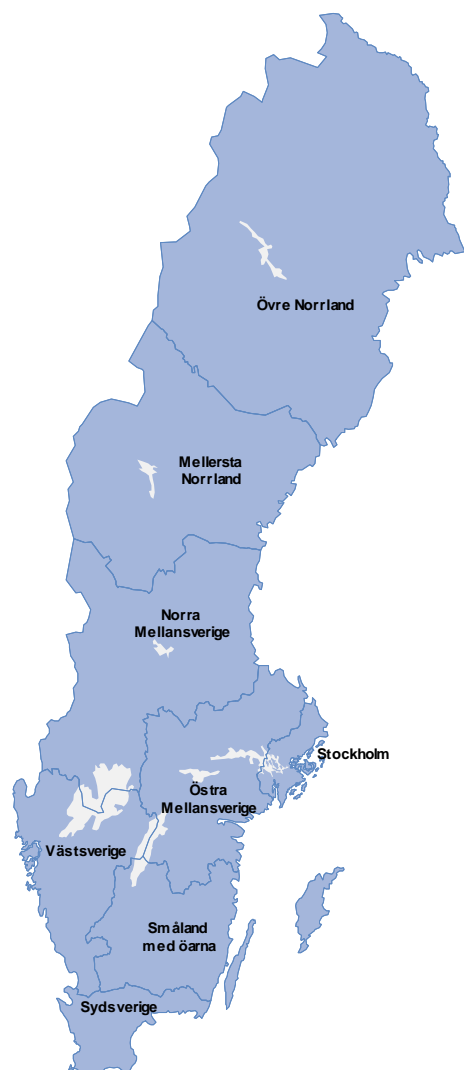 Övre Norrland
Mellersta
Norrland
Norra
Mellansverige
Stockholm
Östra
Mellansverige
Västsverige
Småland
med öarna
Sydsverige